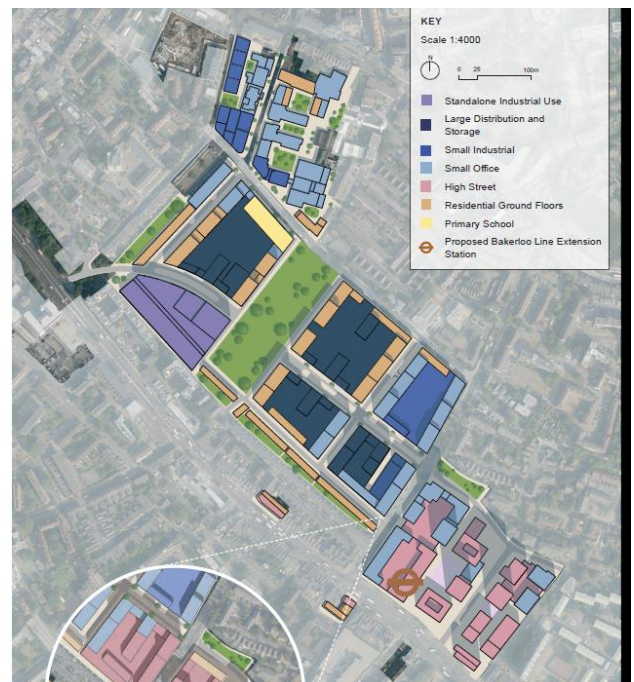 KEY
Scale 1:4000
N
0 25 100m
Standalone Industrial Use
Large Distribution and
Storage
Small Industrial
Small Office
High Street
Residential Ground Floors
Primary School
Proposed Bakerloo Line Extension
Station